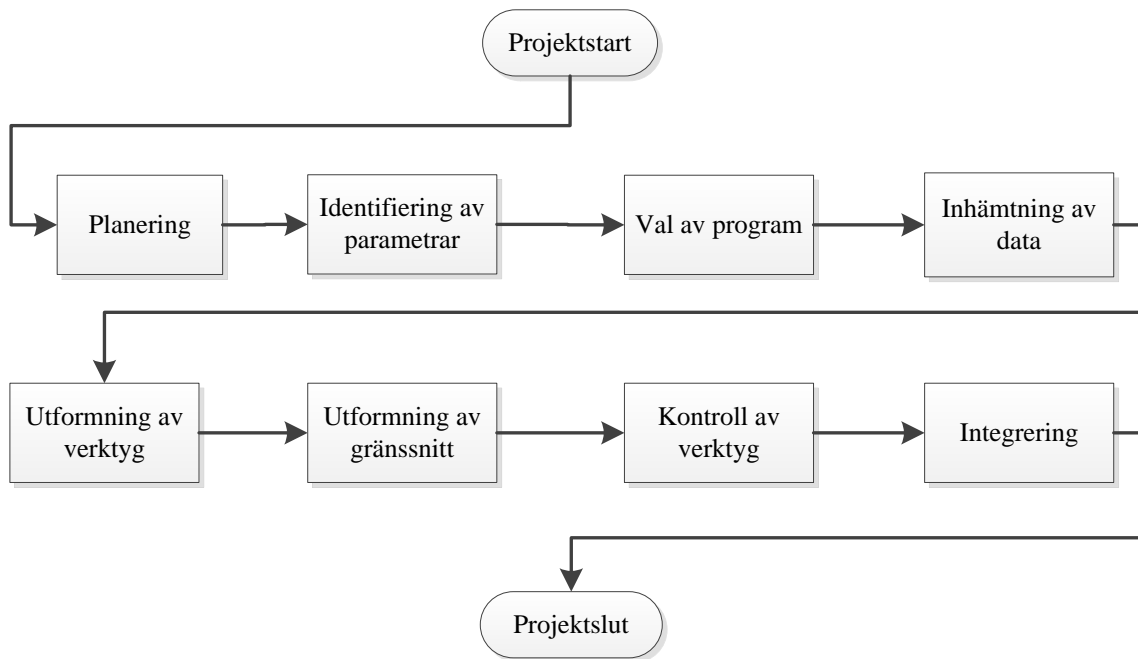 Projektstart
Planering
Identifiering av
parametrar
Val av program
Inhämtning av
data
Utformning av
verktyg
Utformning av
gränssnitt
Kontroll av
verktyg
Integrering
Projektslut